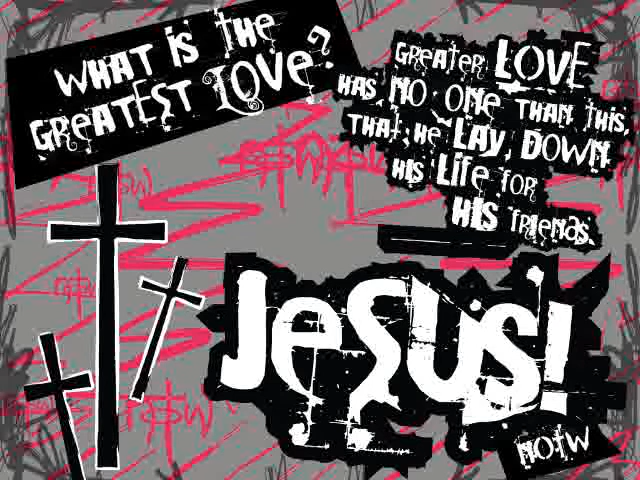 WHAT iS tHE
GREATEST LOVE?
GREATER LOVE
HAS NO ONE THAN THIS,
THAT HE LAY DOWN
HIS LIFE FOR
HIS FRIENDS.
JeSUS!
NOTW